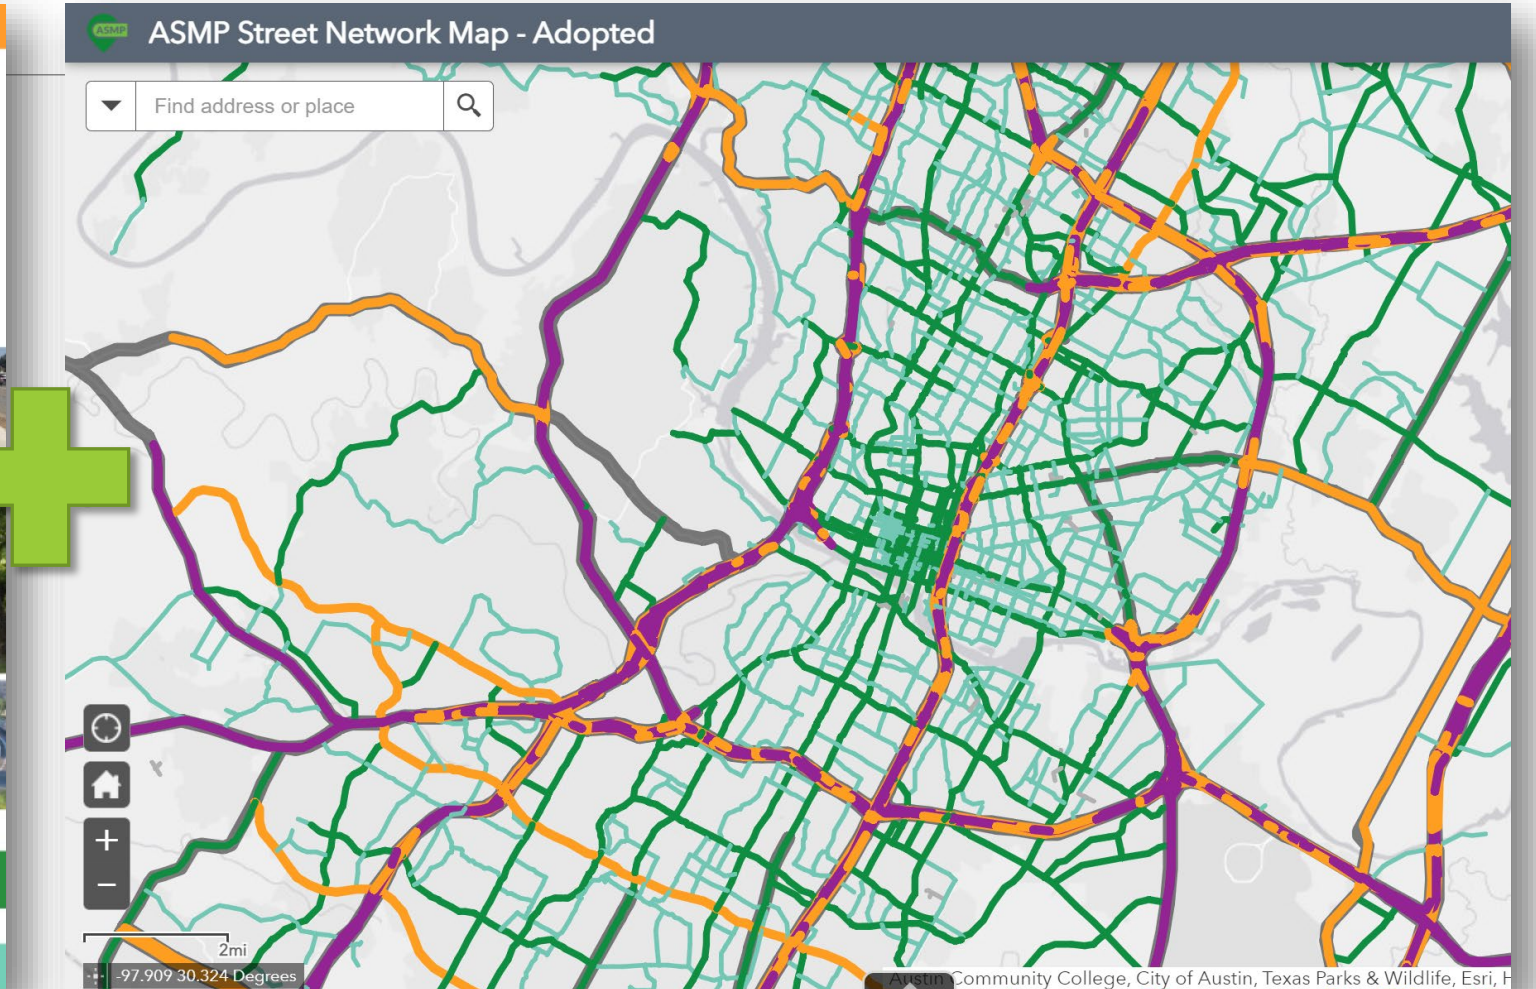 ASMP
ASMP Street Network Map - Adopted
Find address or place
+
−
2mi
-97.909 30.324 Degrees
Austin Community College, City of Austin, Texas Parks & Wildlife, Esri, H